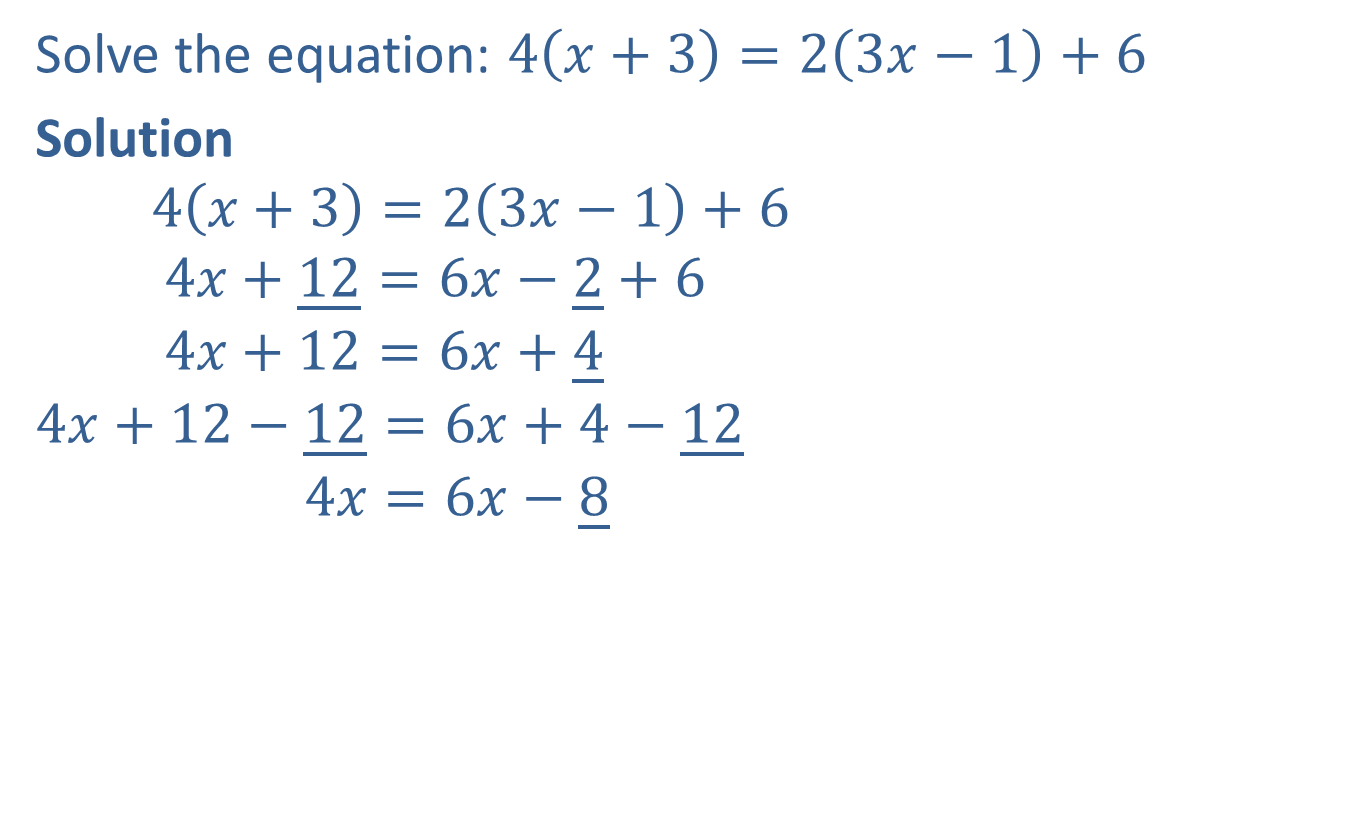 Solve the equation: 4(x + 3) = 2(3x − 1) + 6
Solution
4(x + 3) = 2(3x − 1) + 6
4x + 12 = 6x − 2 + 6
4x + 12 = 6x + 4
4x + 12 − 12 = 6x + 4 − 12
4x = 6x − 8